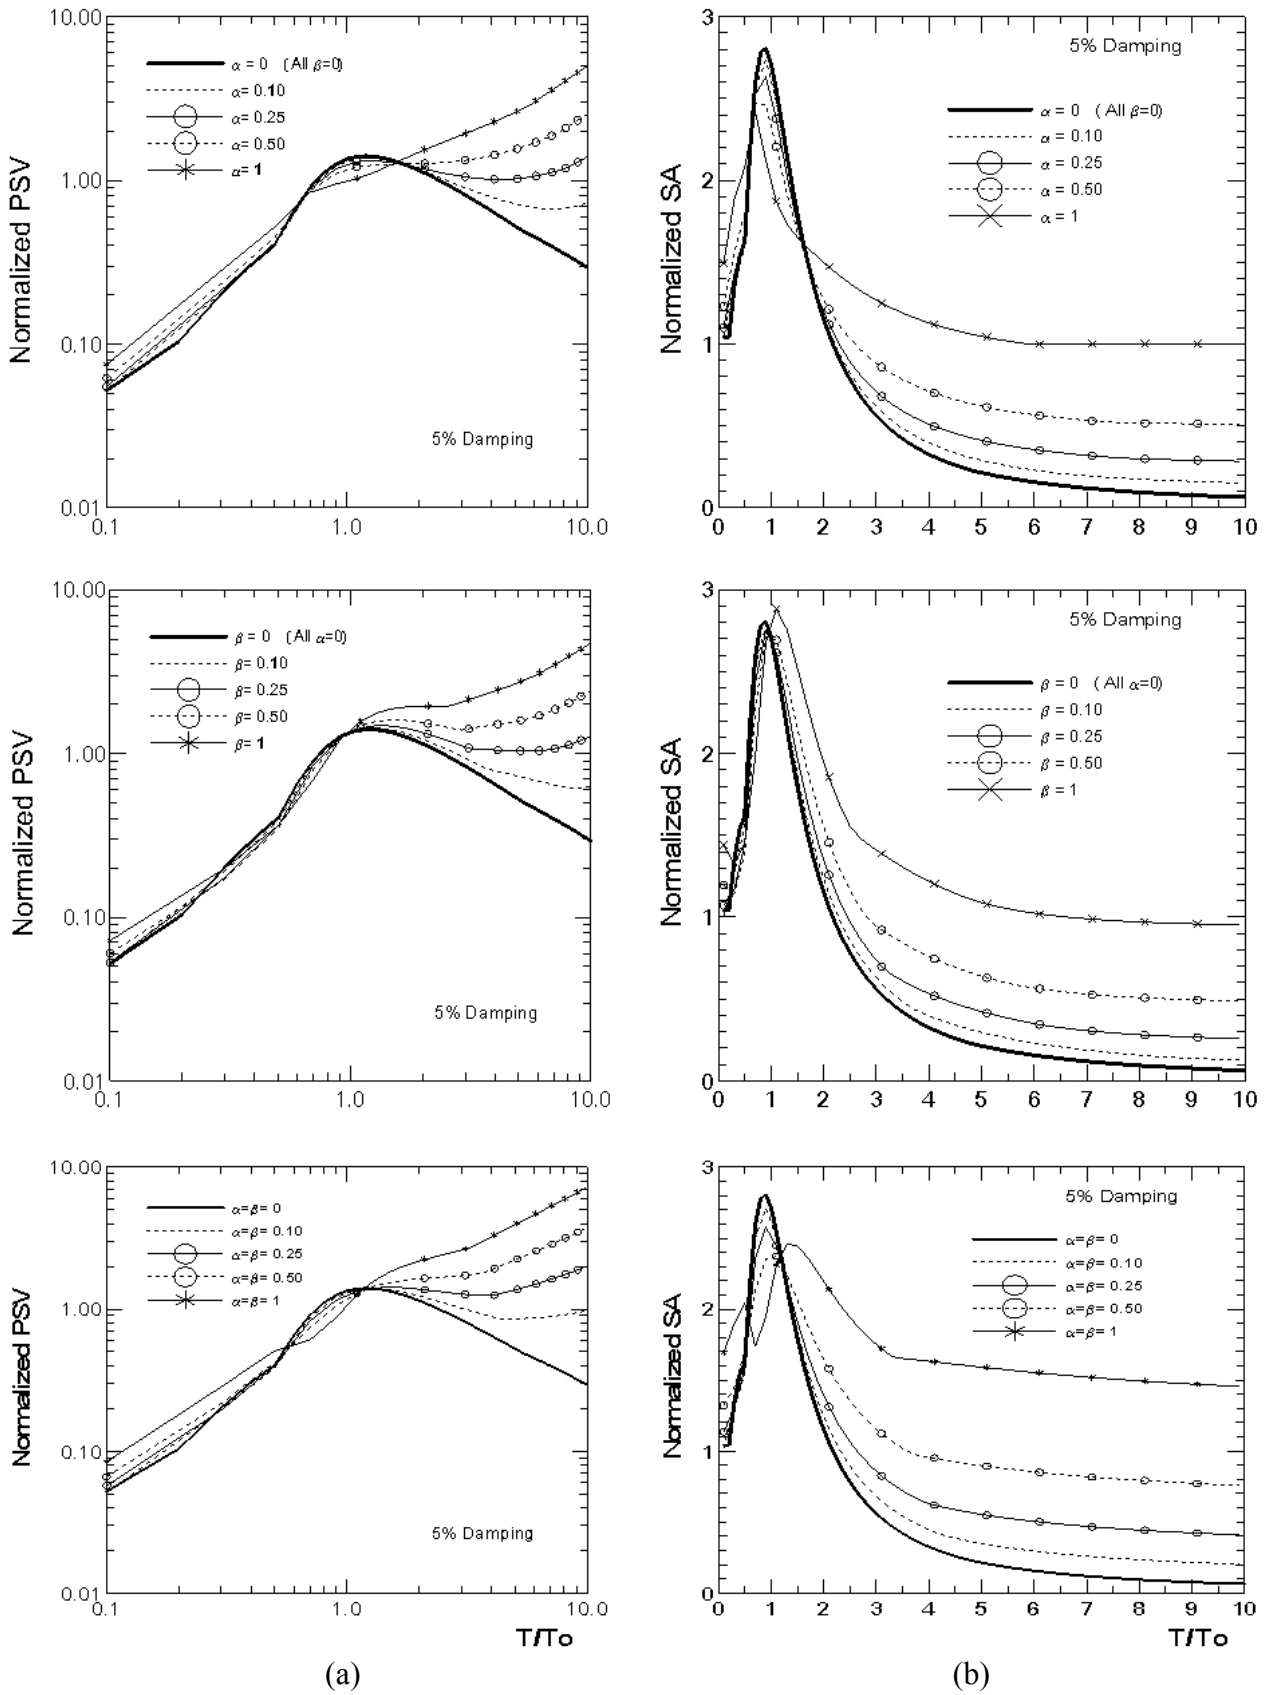 10.00
1.00
0.10
0.01
Normalized PSV
α = 0 (All β=0)
α= 0.10
α= 0.25
α= 0.50
α= 1
5% Damping
0.1 1.0 10.0
3
2
1
0
Normalized SA
5% Damping
α = 0 ( All β=0)
α = 0.10
α = 0.25
α = 0.50
α = 1
0 1 2 3 4 5 6 7 8 9 10
10.00
1.00
0.10
0.01
Normalized PSV
β = 0 (All α=0)
β= 0.10
β= 0.25
β= 0.50
β= 1
5% Damping
0.1 1.0 10.0
3
2
1
0
Normalized SA
5% Damping
β = 0 ( All α=0)
β = 0.10
β = 0.25
β = 0.50
β = 1
0 1 2 3 4 5 6 7 8 9 10
10.00
1.00
0.10
0.01
Normalized PSV
α=β= 0
α=β= 0.10
α=β= 0.25
α=β= 0.50
α=β= 1
5% Damping
0.1 1.0 10.0
T/To
3
2
1
0
Normalized SA
5% Damping
α=β= 0
α=β= 0.10
α=β= 0.25
α=β= 0.50
α=β= 1
0 1 2 3 4 5 6 7 8 9 10
T/To
(a) (b)